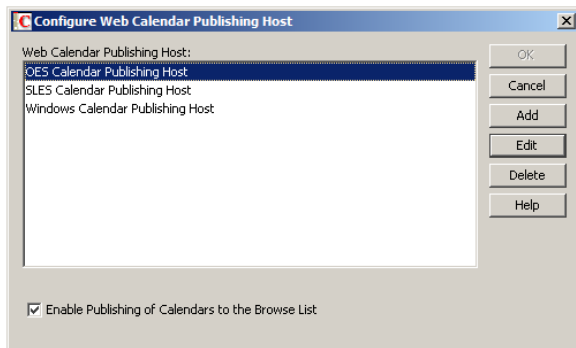 Configure Web Calendar Publishing Host
Web Calendar Publishing Host:
OES Calendar Publishing Host
SLES Calendar Publishing Host
Windows Calendar Publishing Host
OK
Cancel
Add
Edit
Delete
Help
Enable Publishing of Calendars to the Browse List